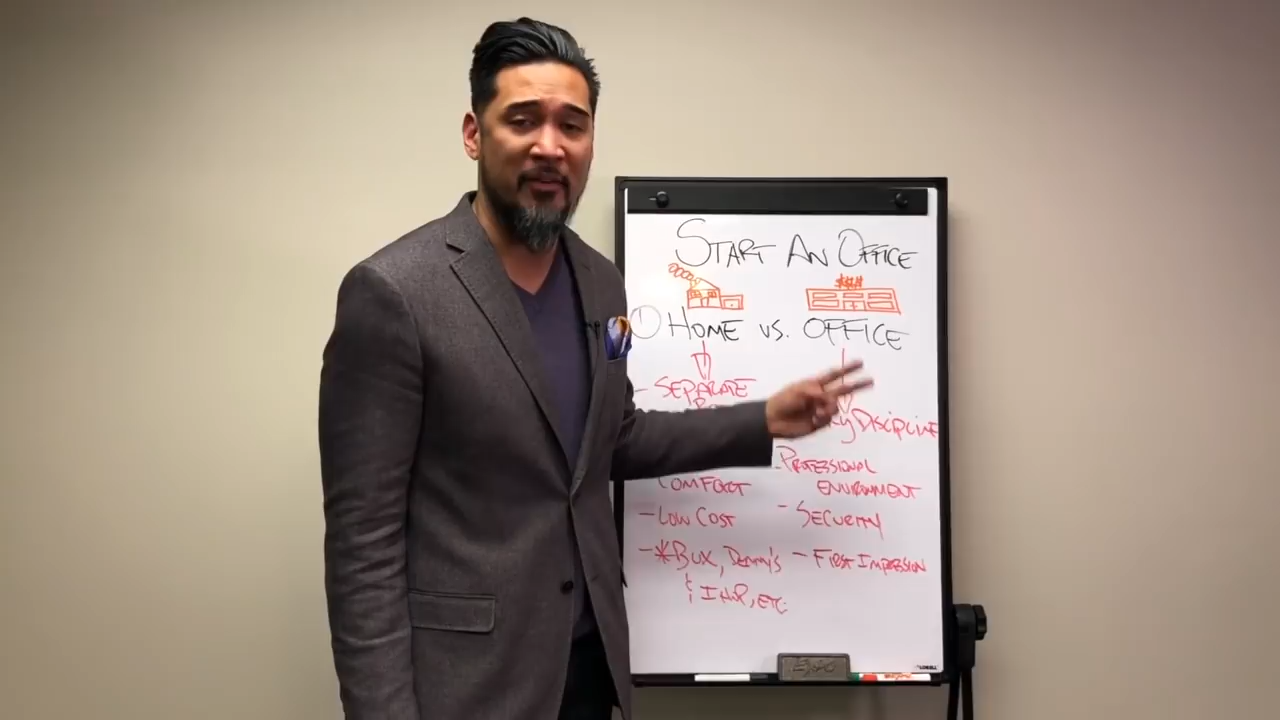 START AN OFFICE
① HOME vs. OFFICE
- SEPARATE
DISCIPLINE
- PROFESSIONAL
ENVIRONMENT
COMFORT
- LOW COST
- SECURITY
- *BUX, DENNY'S
& IHOP, ETC.
- FIRST IMPRESSION
EXPO